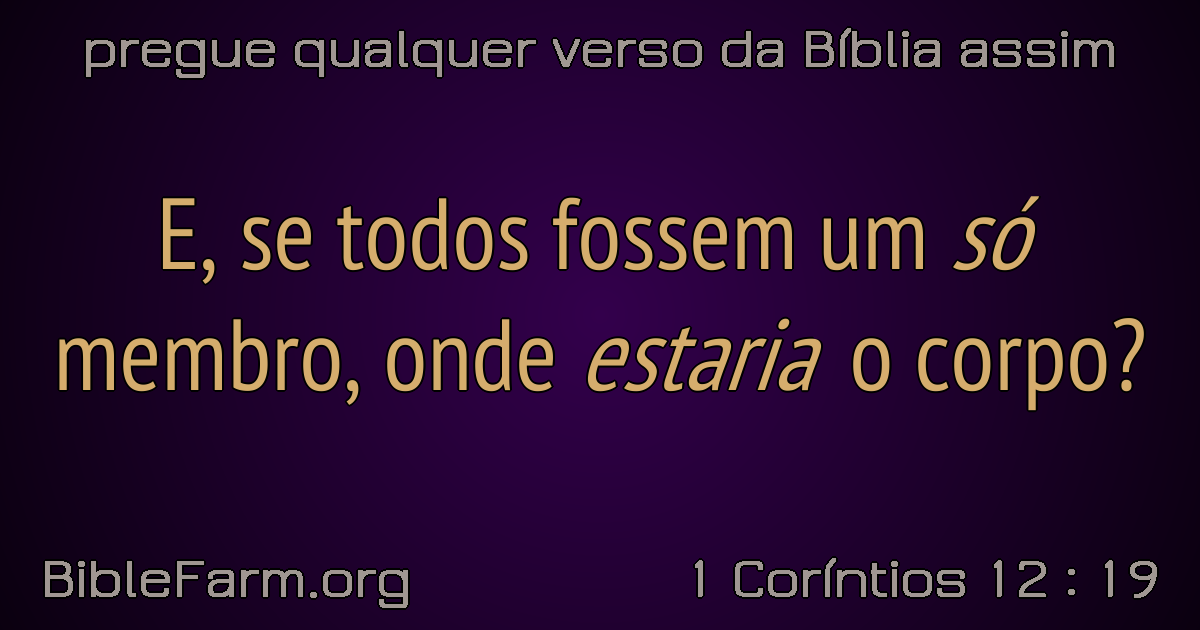 pregue qualquer verso da Bíblia assim
E, se todos fossem um só
membro, onde estaria o corpo?
BibleFarm.org
1 Coríntios 12 : 19